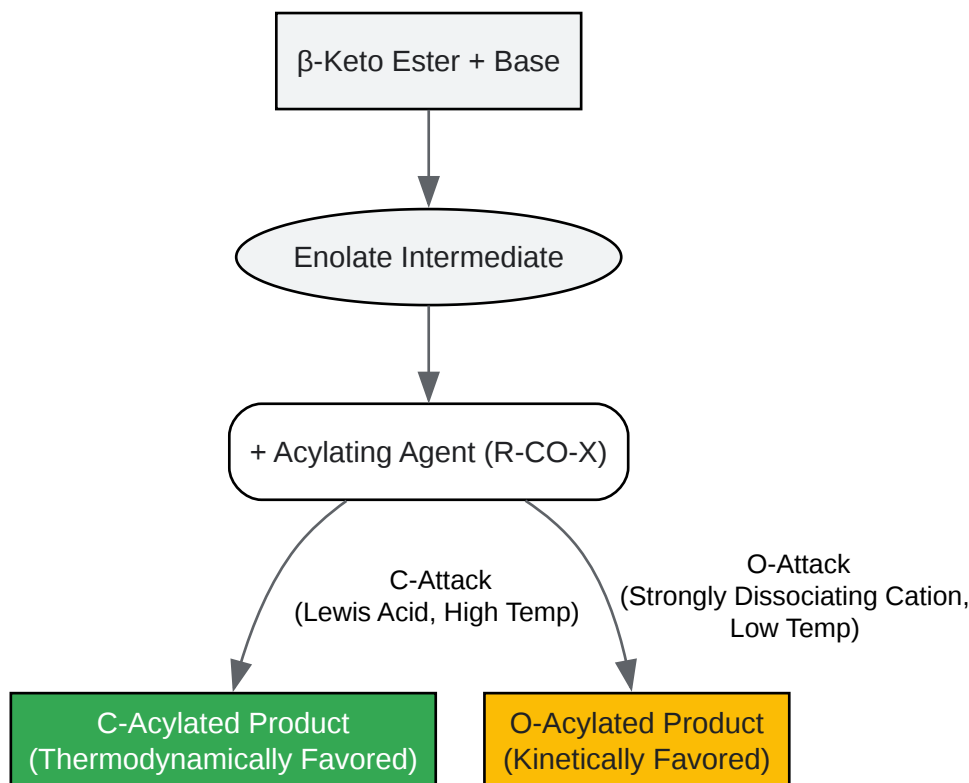 β-Keto Ester + Base
Enolate Intermediate
+ Acylating Agent (R-CO-X)
C-Attack
(Lewis Acid, High Temp)
O-Attack
(Strongly Dissociating Cation,
Low Temp)
C-Acylated Product
(Thermodynamically Favored)
O-Acylated Product
(Kinetically Favored)